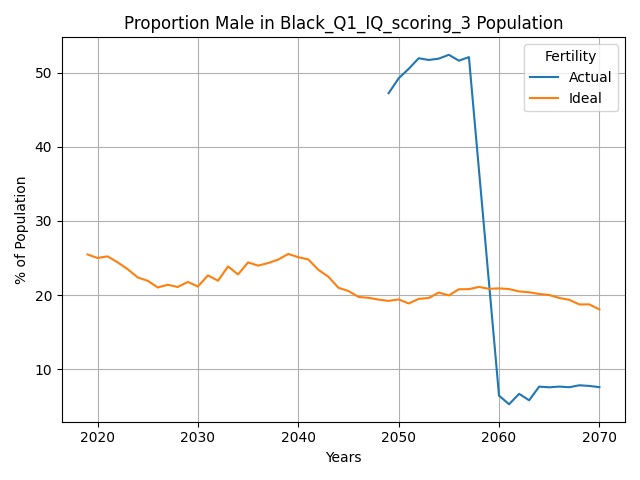 Proportion Male in Black_Q1_IQ_scoring_3 Population
Fertility
Actual
Ideal
% of Population
50
40
30
20
10
2020 2030 2040 2050 2060 2070
Years